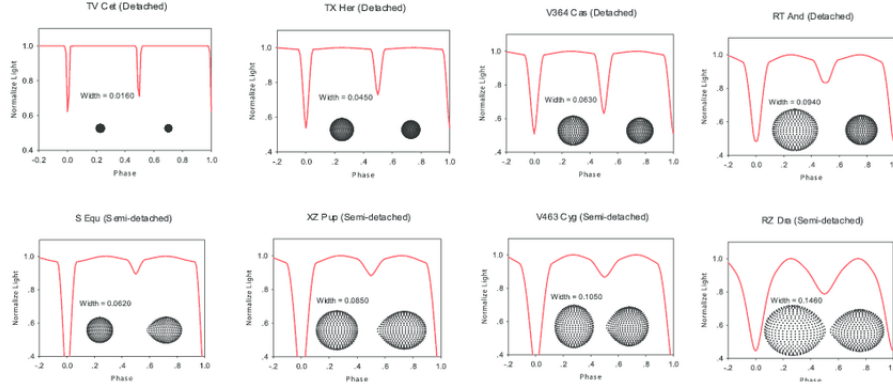 TV Cet (Detached)
TX Her (Detached)
V364 Cas (Detached)
RT And (Detached)
Normalize Light
1.0
.8
.6
.4
Width = 0.0160
-0.2 0.0 .2 .4 .6 .8 1.0
Phase
Normalize Light
1.0
.8
.6
.4
Width = 0.0450
-0.2 0.0 .2 .4 .6 .8 1.0
Phase
Normalize Light
1.0
.8
.6
.4
Width = 0.0630
-0.2 0.0 .2 .4 .6 .8 1.0
Phase
Normalize Light
1.0
.8
.6
.4
Width = 0.0940
-0.2 0.0 .2 .4 .6 .8 1.0
Phase
S Equ (Semi-detached)
XZ Pup (Semi-detached)
V463 Cyg (Semi-detached)
RZ Dra (Semi-detached)
Normalize Light
1.0
.8
.6
.4
Width = 0.0620
-0.2 0.0 .2 .4 .6 .8 1.0
Phase
Normalize Light
1.0
.8
.6
.4
Width = 0.0850
-0.2 0.0 .2 .4 .6 .8 1.0
Phase
Normalize Light
1.0
.8
.6
.4
Width = 0.1050
-0.2 0.0 .2 .4 .6 .8 1.0
Phase
Normalize Light
1.0
.8
.6
.4
Width = 0.1460
-0.2 0.0 .2 .4 .6 .8 1.0
Phase